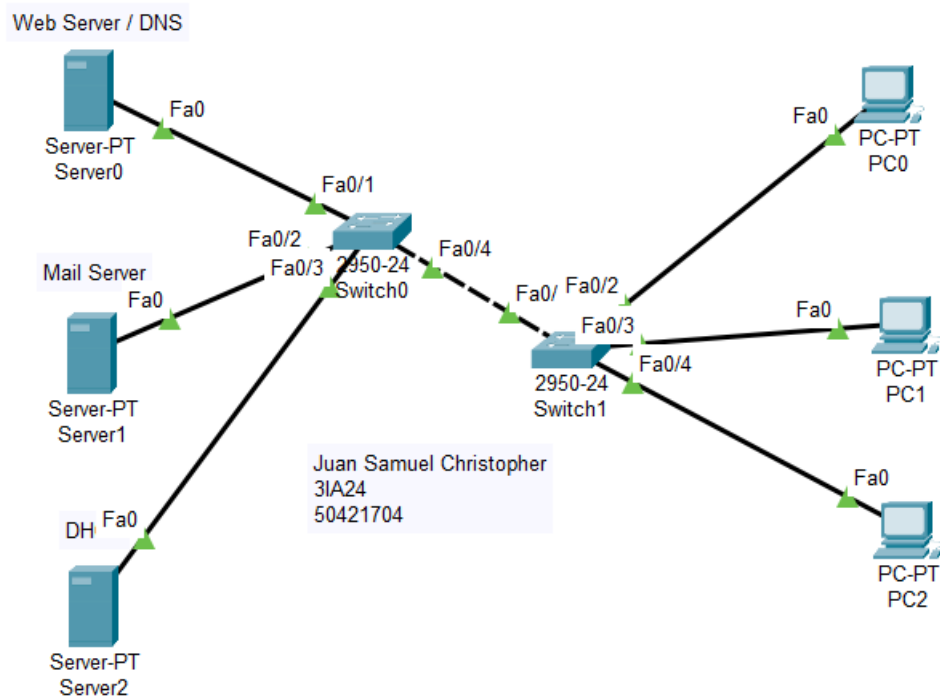 Web Server / DNS
Fa0
Server-PT
Server0
Fa0/1
Fa0/2
Fa0/3
2950-24
Switch0
Fa0/4
Mail Server
Fa0
Server-PT
Server1
DH
Fa0
Server-PT
Server2
Fa0/
Fa0/2
Fa0/3
Fa0/4
2950-24
Switch1
Fa0
PC-PT
PC0
Fa0
PC-PT
PC1
Fa0
PC-PT
PC2
Juan Samuel Christopher
3IA24
50421704